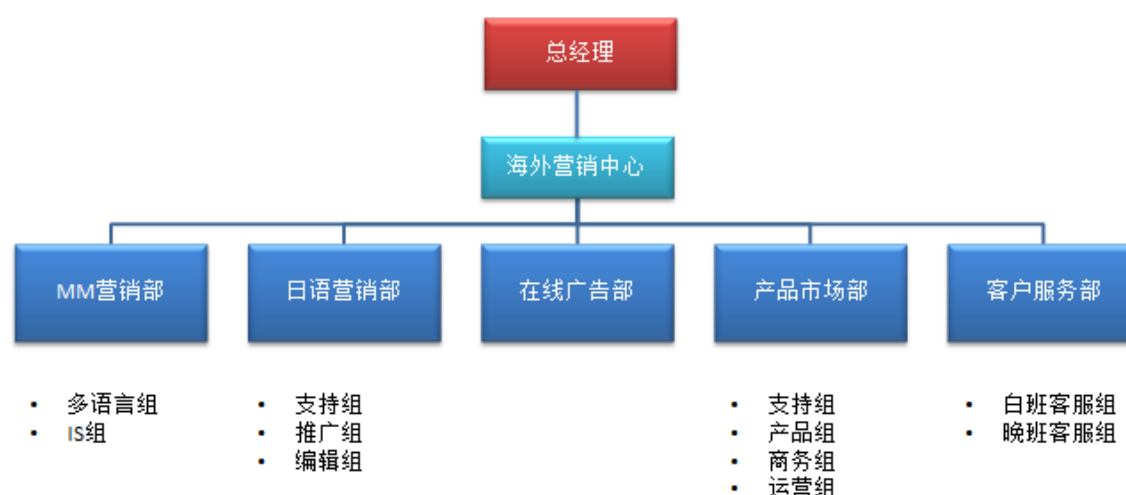 总经理
海外营销中心
MM营销部
日语营销部
在线广告部
产品市场部
客户服务部
• 多语言组
• IS组
• 支持组
• 推广组
• 编辑组
• 支持组
• 产品组
• 商务组
• 运营组
• 白班客服组
• 晚班客服组